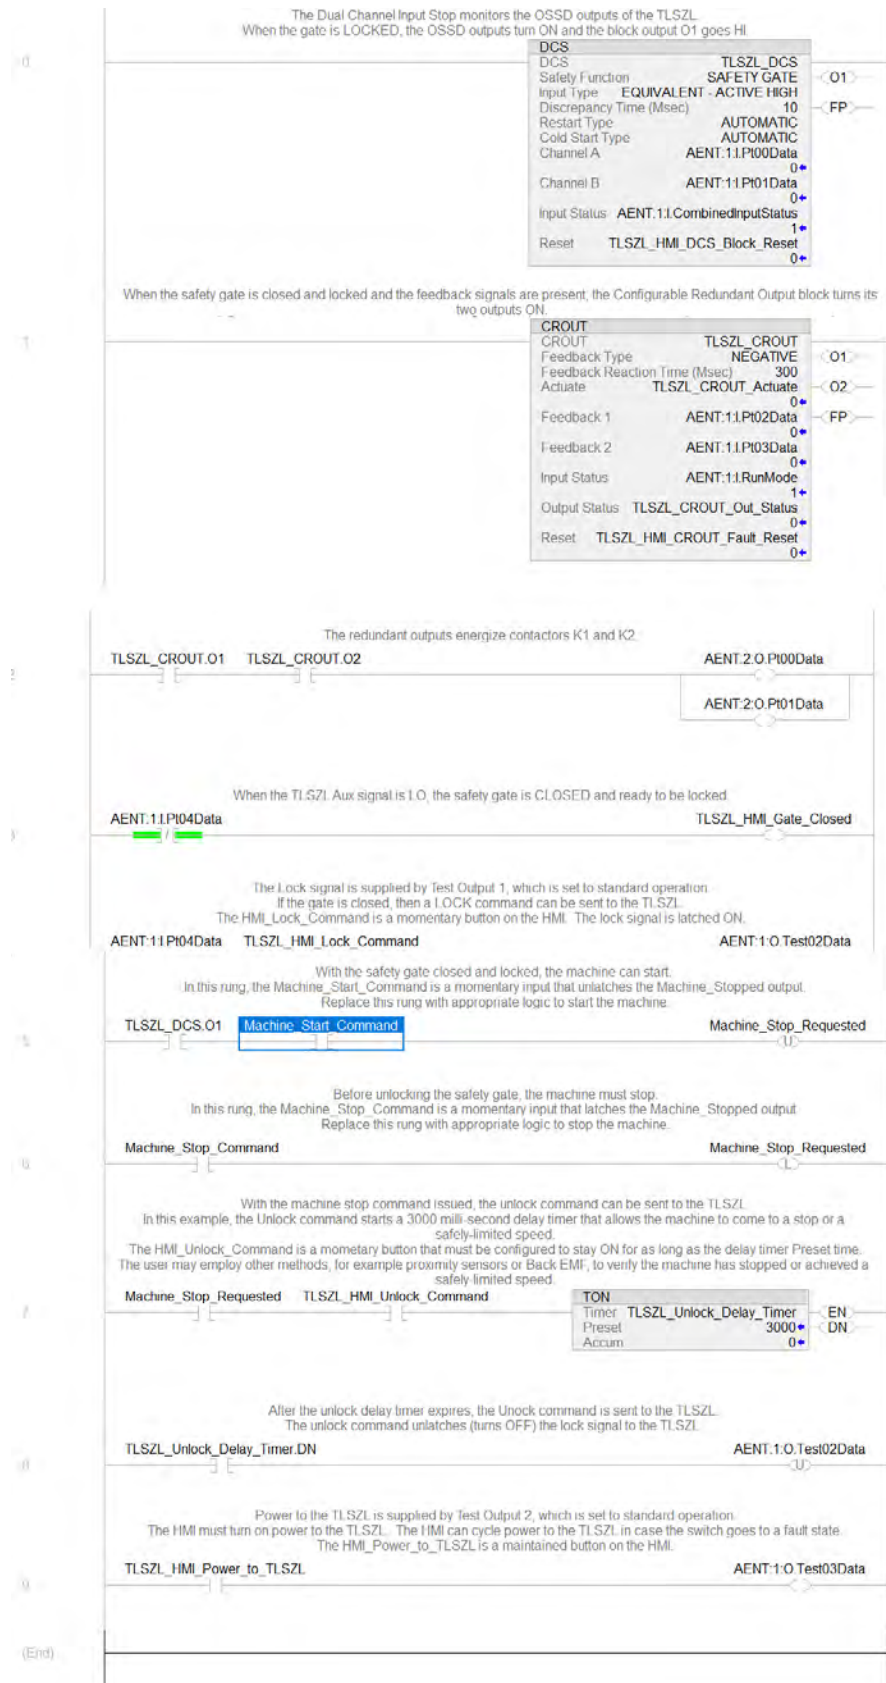 The Dual Channel Input Stop monitors the OSSD outputs of the TLSZL.
When the gate is LOCKED, the OSSD outputs turn ON and the block output O1 goes HI.
0
DCS
DCS TLSZL_DCS
Safety Function SAFETY GATE O1
Input Type EQUIVALENT - ACTIVE HIGH
Discrepancy Time (Msec) 10 FP
Restart Type AUTOMATIC
Cold Start Type AUTOMATIC
Channel A AENT:1:I.Pt00Data
0
Channel B AENT:1:I.Pt01Data
0
Input Status AENT:1:I.CombinedInputStatus
1
Reset TLSZL_HMI_DCS_Block_Reset
0
When the safety gate is closed and locked and the feedback signals are present, the Configurable Redundant Output block turns its
two outputs ON.
1
CROUT
CROUT TLSZL_CROUT
Feedback Type NEGATIVE O1
Feedback Reaction Time (Msec) 300
Actuate TLSZL_CROUT_Actuate O2
0
Feedback 1 AENT:1:I.Pt02Data FP
0
Feedback 2 AENT:1:I.Pt03Data
0
Input Status AENT:1:I.RunMode
1
Output Status TLSZL_CROUT_Out_Status
0
Reset TLSZL_HMI_CROUT_Fault_Reset
0
The redundant outputs energize contactors K1 and K2.
TLSZL_CROUT.O1 TLSZL_CROUT.O2 AENT:2:O.Pt00Data
2
AENT:2:O.Pt01Data
When the TLSZL Aux signal is LO, the safety gate is CLOSED and ready to be locked.
AENT:1:I.Pt04Data TLSZL_HMI_Gate_Closed
3
The Lock signal is supplied by Test Output 1, which is set to standard operation.
If the gate is closed, then a LOCK command can be sent to the TLSZL.
The HMI_Lock_Command is a momentary button on the HMI. The lock signal is latched ON.
AENT:1:I.Pt04Data TLSZL_HMI_Lock_Command AENT:1:O.Test02Data
With the safety gate closed and locked, the machine can start.
In this rung, the Machine_Start_Command is a momentary input that unlatches the Machine_Stopped output.
Replace this rung with appropriate logic to start the machine.
TLSZL_DCS.O1 Machine_Start_Command Machine_Stop_Requested
5 U
Before unlocking the safety gate, the machine must stop.
In this rung, the Machine_Stop_Command is a momentary input that latches the Machine_Stopped output.
Replace this rung with appropriate logic to stop the machine.
Machine_Stop_Command Machine_Stop_Requested
6 L
With the machine stop command issued, the unlock command can be sent to the TLSZL.
In this example, the Unlock command starts a 3000 milli-second delay timer that allows the machine to come to a stop or a
safely-limited speed.
The HMI_Unlock_Command is a mometary button that must be configured to stay ON for as long as the delay timer Preset time.
The user may employ other methods, for example proximity sensors or Back EMF, to verify the machine has stopped or achieved a
safely-limited speed.
Machine_Stop_Requested TLSZL_HMI_Unlock_Command TON
7 Timer TLSZL_Unlock_Delay_Timer EN
Preset 3000 DN
Accum 0
After the unlock delay timer expires, the Unock command is sent to the TLSZL.
The unlock command unlatches (turns OFF) the lock signal to the TLSZL.
TLSZL_Unlock_Delay_Timer.DN AENT:1:O.Test02Data
8 U
Power to the TLSZL is supplied by Test Output 2, which is set to standard operation.
The HMI must turn on power to the TLSZL. The HMI can cycle power to the TLSZL in case the switch goes to a fault state.
The HMI_Power_to_TLSZL is a maintained button on the HMI.
TLSZL_HMI_Power_to_TLSZL AENT:1:O.Test03Data
9
(End)